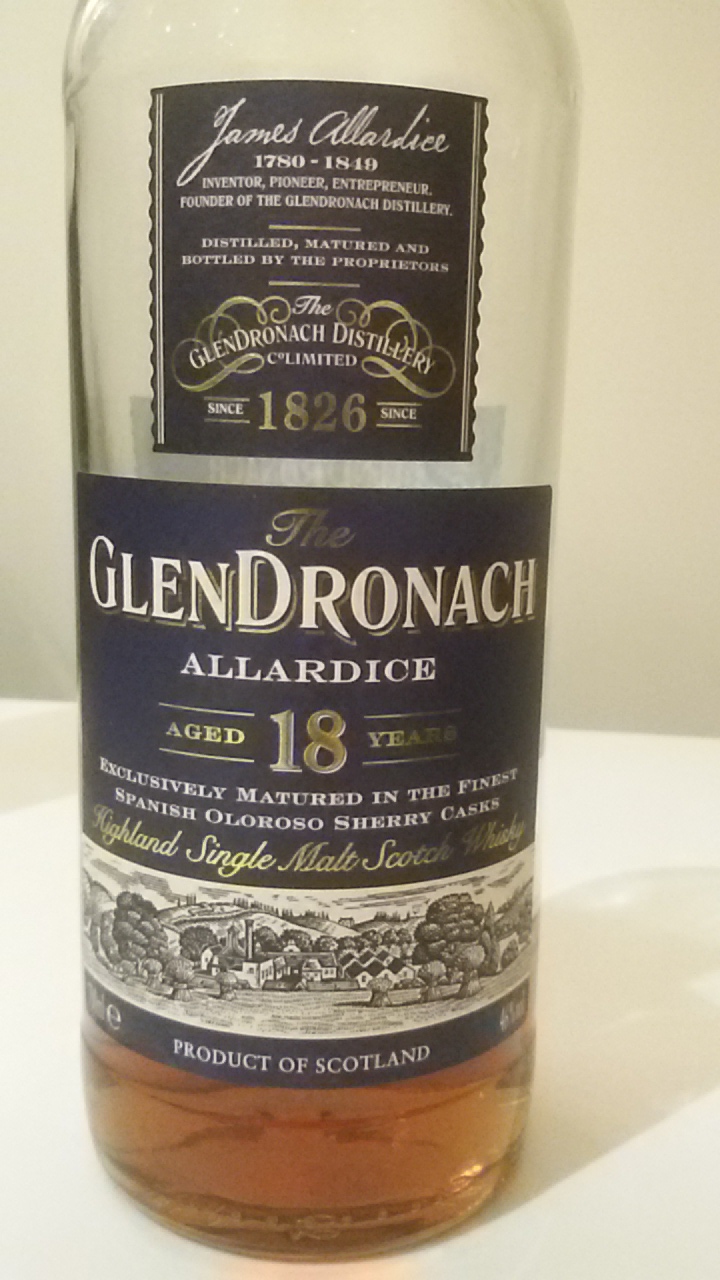 James Allardice
1780 - 1849
INVENTOR, PIONEER, ENTREPRENEUR.
FOUNDER OF THE GLENDRONACH DISTILLERY.
DISTILLED, MATURED AND
BOTTLED BY THE PROPRIETORS
The
GLENDRONACH DISTILLERY
Cº LIMITED
SINCE 1826 SINCE
The
GLENDRONACH
ALLARDICE
AGED 18 YEARS
EXCLUSIVELY MATURED IN THE FINEST
SPANISH OLOROSO SHERRY CASKS
Highland Single Malt Scotch Whisky
PRODUCT OF SCOTLAND